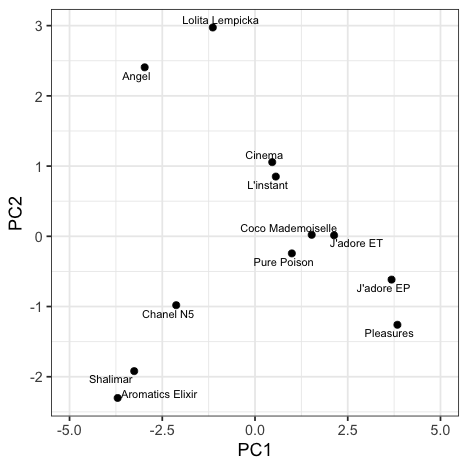 Lolita Lempicka
3
Angel
2
Cinema
1
L'instant
PC2
Coco Mademoiselle
0
J'adore ET
Pure Poison
J'adore EP
-1
Chanel N5
Pleasures
-2
Shalimar
Aromatics Elixir
-5.0 -2.5 0.0 2.5 5.0
PC1